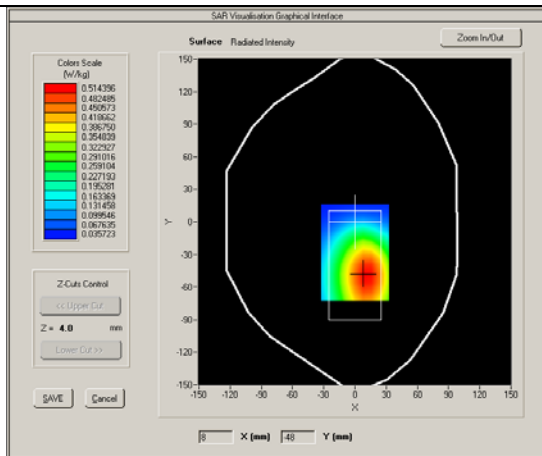 SAR Visualisation Graphical Interface
Surface Radiated Intensity
Zoom In/Out
Colors Scale
(W/kg)
0.514396
0.482485
0.450573
0.418662
0.386750
0.354839
0.322927
0.291016
0.259104
0.227193
0.195281
0.163369
0.131458
0.099546
0.067635
0.035723
Z-Cuts Control
<< Upper Cut
Z = 4.0 mm
Lower Cut >>
SAVE Cancel
150-
120-
90-
60-
30-
0-
-30-
-60-
-90-
-120-
-150-
Y
-150 -120 -90 -60 -30 0 30 60 90 120 150
X
8 X (mm) -48 Y (mm)